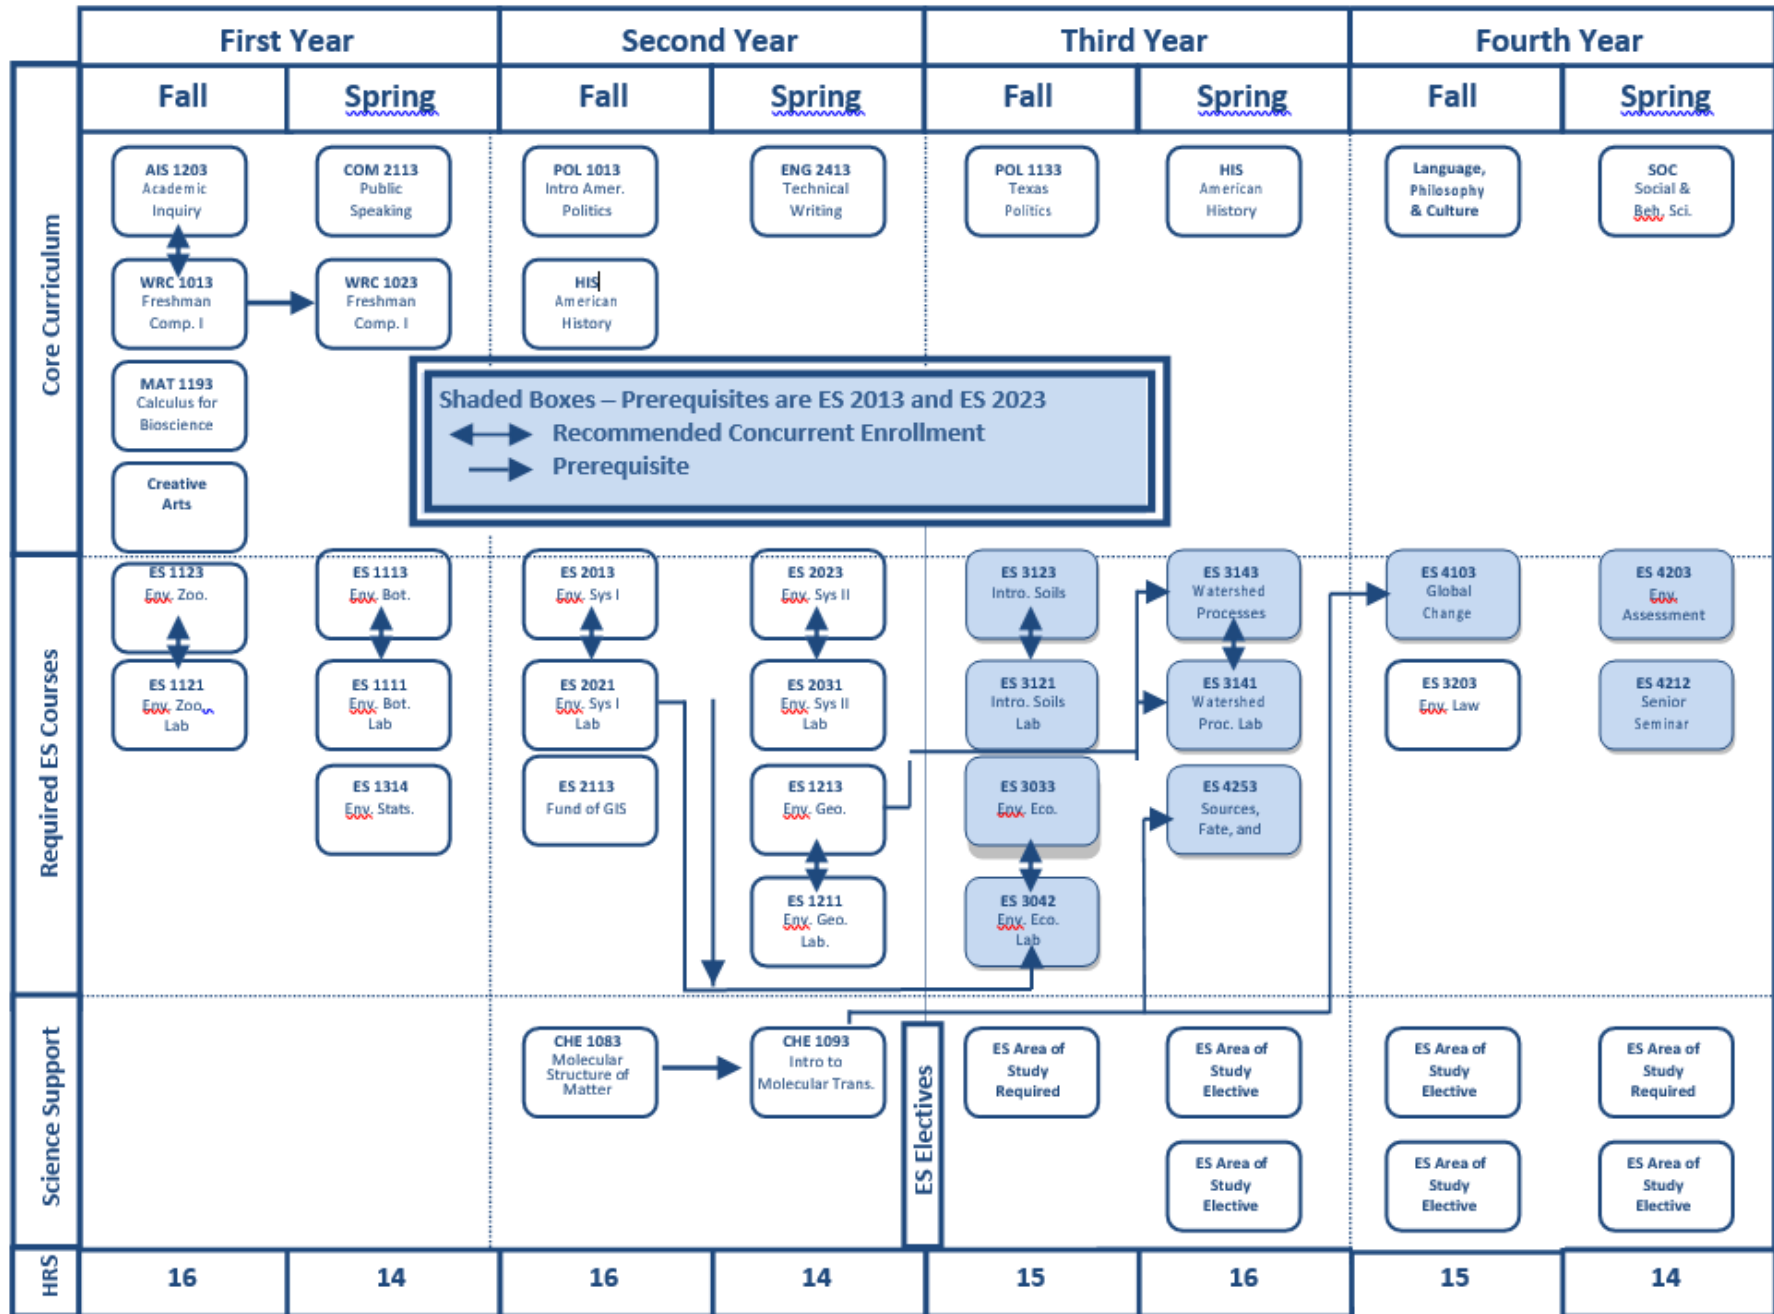 First Year
Second Year
Third Year
Fourth Year
Fall
Spring
Fall
Spring
Fall
Spring
Fall
Spring
Core Curriculum
AIS 1203
Academic
Inquiry
COM 2113
Public
Speaking
POL 1013
Intro Amer.
Politics
ENG 2413
Technical
Writing
POL 1133
Texas
Politics
HIS
American
History
Language,
Philosophy
& Culture
SOC
Social &
Beh. Sci.
WRC 1013
Freshman
Comp. I
WRC 1023
Freshman
Comp. I
HIS
American
History
MAT 1193
Calculus for
Bioscience
Creative
Arts
Shaded Boxes – Prerequisites are ES 2013 and ES 2023
Recommended Concurrent Enrollment
Prerequisite
Required ES Courses
ES 1123
Env. Zoo.
ES 1113
Env. Bot.
ES 2013
Env. Sys I
ES 2023
Env. Sys II
ES 3123
Intro. Soils
ES 3143
Watershed
Processes
ES 4103
Global
Change
ES 4203
Env.
Assessment
ES 1121
Env. Zoo.
Lab
ES 1111
Env. Bot.
Lab
ES 2021
Env. Sys I
Lab
ES 2031
Env. Sys II
Lab
ES 3121
Intro. Soils
Lab
ES 3141
Watershed
Proc. Lab
ES 3203
Env. Law
ES 4212
Senior
Seminar
ES 1314
Env. Stats.
ES 2113
Fund of GIS
ES 1213
Env. Geo.
ES 3033
Env. Eco.
ES 4253
Sources,
Fate, and
ES 1211
Env. Geo.
Lab.
ES 3042
Env. Eco.
Lab
Science Support
CHE 1083
Molecular
Structure of
Matter
CHE 1093
Intro to
Molecular Trans.
ES Electives
ES Area of
Study
Required
ES Area of
Study
Elective
ES Area of
Study
Elective
ES Area of
Study
Required
ES Area of
Study
Elective
ES Area of
Study
Elective
ES Area of
Study
Elective
HRS
16
14
16
14
15
16
15
14